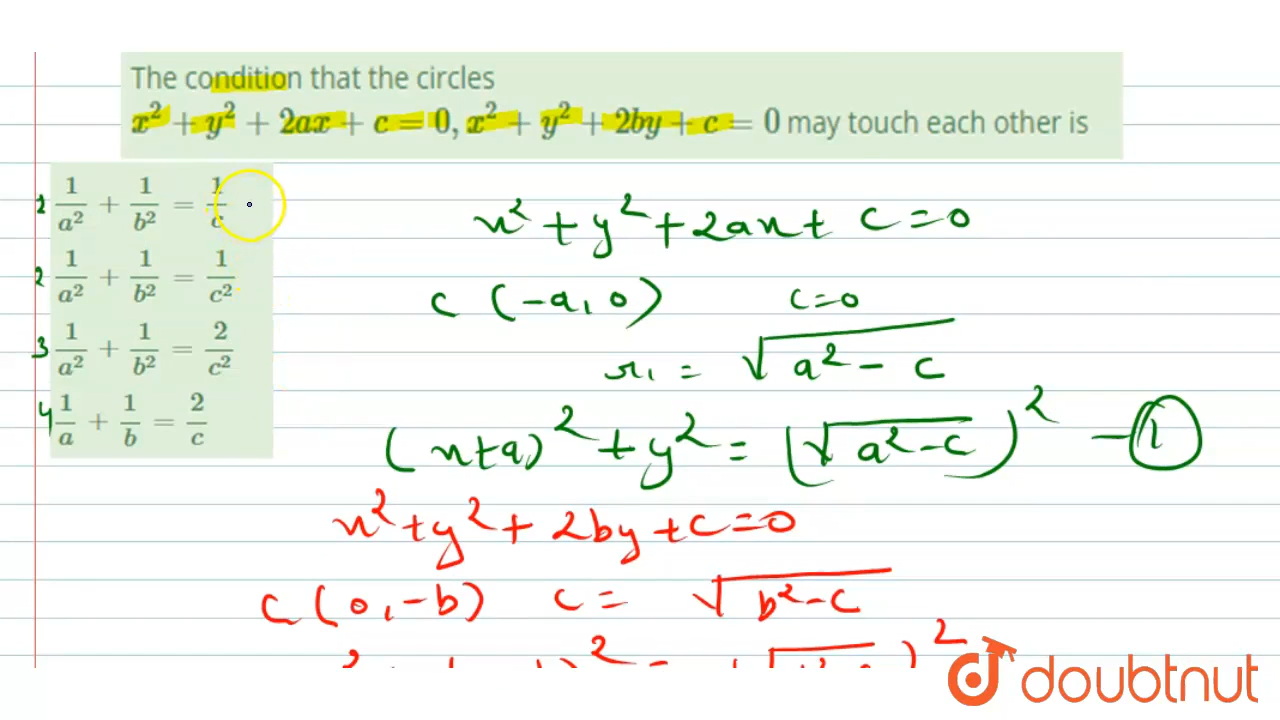 The condition that the circles
x² + y² + 2ax + c = 0, x² + y² + 2by + c = 0 may touch each other is
1 1/a² + 1/b² = 1/c
2 1/a² + 1/b² = 1/c²
3 1/a² + 1/b² = 2/c²
4 1/a + 1/b = 2/c
x² + y² + 2ax + c = 0
c (-a, 0) c = 0
r₁ = √(a² - c)
(x + a)² + y² = (√(a² - c))² - ①
x² + y² + 2by + c = 0
c (0, -b) c = √(b² - c)
doubtnut